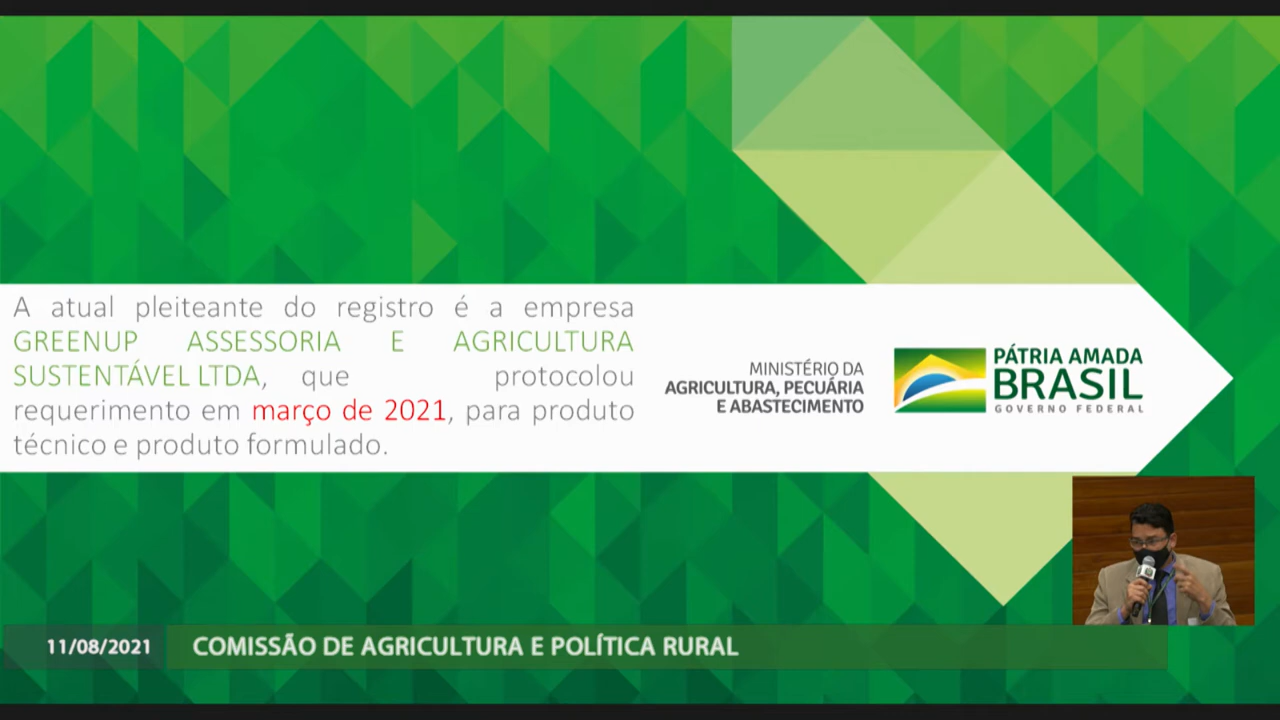 A atual pleiteante do registro é a empresa
GREENUP ASSESSORIA E AGRICULTURA
SUSTENTÁVEL LTDA, que protocolou
requerimento em março de 2021, para produto
técnico e produto formulado.
MINISTÉRIO DA
AGRICULTURA, PECUÁRIA
E ABASTECIMENTO
PÁTRIA AMADA
BRASIL
GOVERNO FEDERAL
11/08/2021
COMISSÃO DE AGRICULTURA E POLÍTICA RURAL